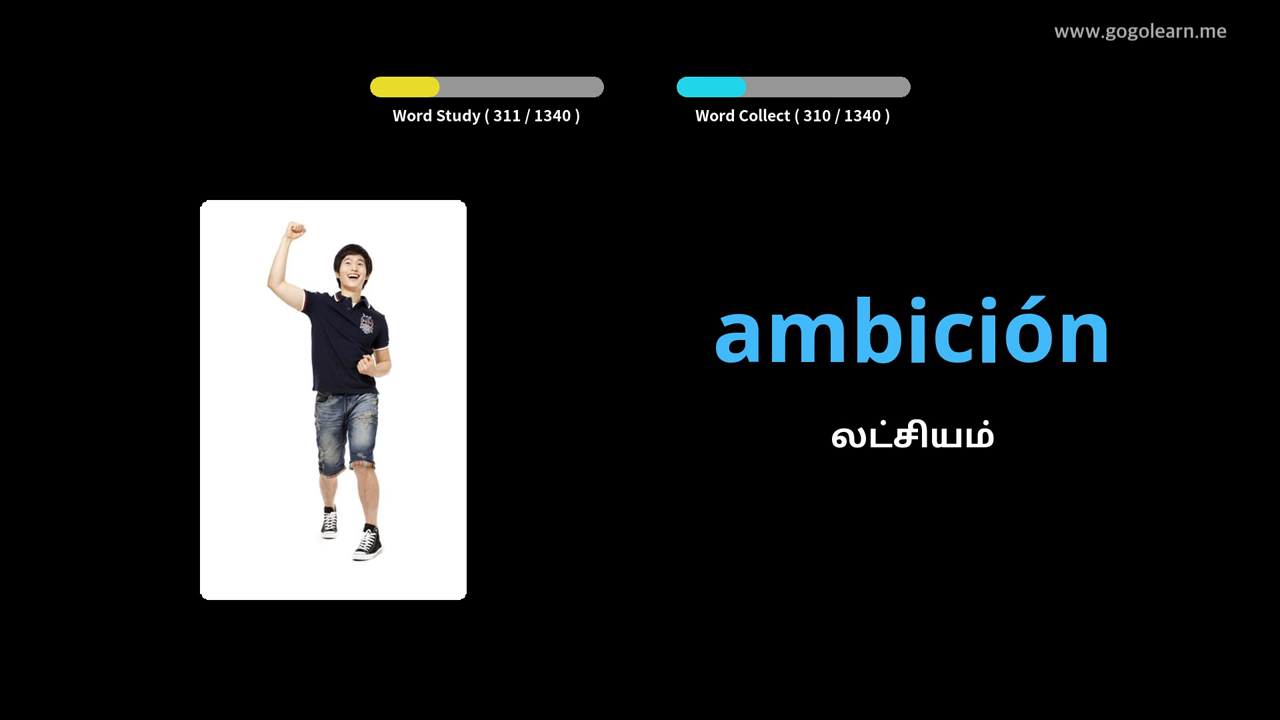 www.gogolearn.me
Word Study ( 311 / 1340 )
Word Collect ( 310 / 1340 )
ambición
லட்சியம்